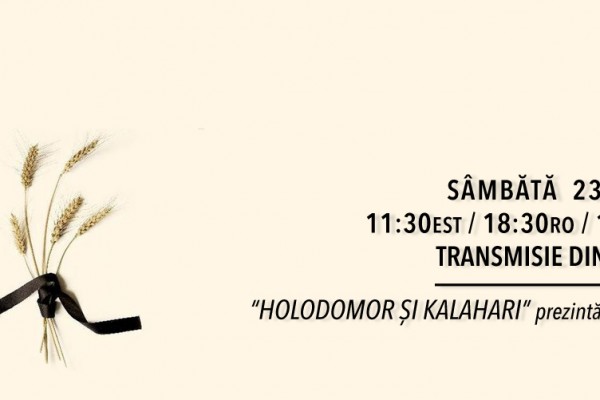 SÂMBĂTĂ 23
11:30EST / 18:30RO /
TRANSMISIE DIN
“HOLODOMOR ȘI KALAHARI” prezintă